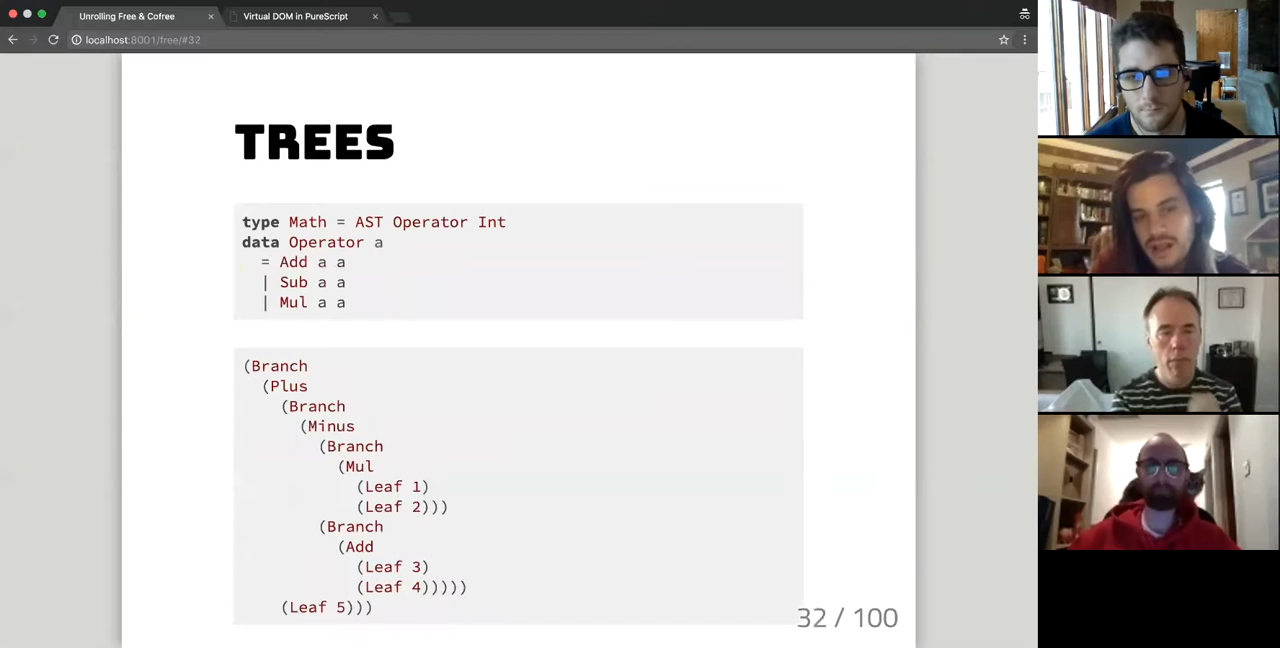 Unrolling Free & Cofree
Virtual DOM in PureScript
localhost:8001/free/#32
TREES
type Math = AST Operator Int
data Operator a
= Add a a
| Sub a a
| Mul a a
(Branch
(Plus
(Branch
(Minus
(Branch
(Mul
(Leaf 1)
(Leaf 2)))
(Branch
(Add
(Leaf 3)
(Leaf 4)))))
(Leaf 5)))
32 / 100